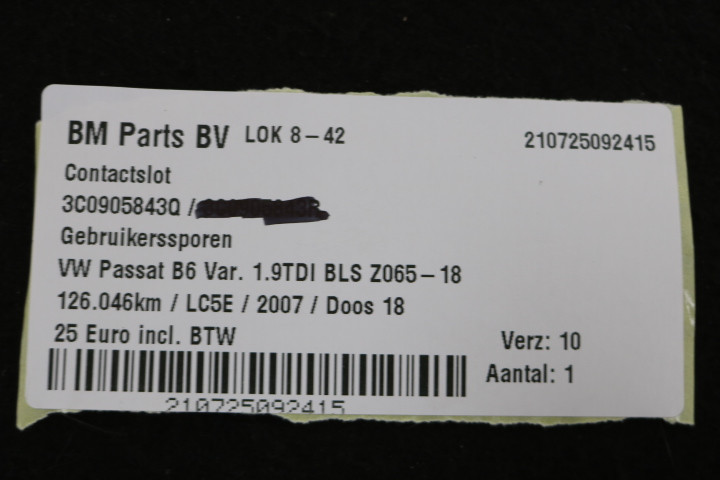 BM Parts BV LOK 8-42 210725092415
Contactslot
3C0905843Q /
Gebruikerssporen
VW Passat B6 Var. 1.9TDI BLS Z065-18
126.046km / LC5E / 2007 / Doos 18
25 Euro incl. BTW Verz: 10
Aantal: 1
210725092415